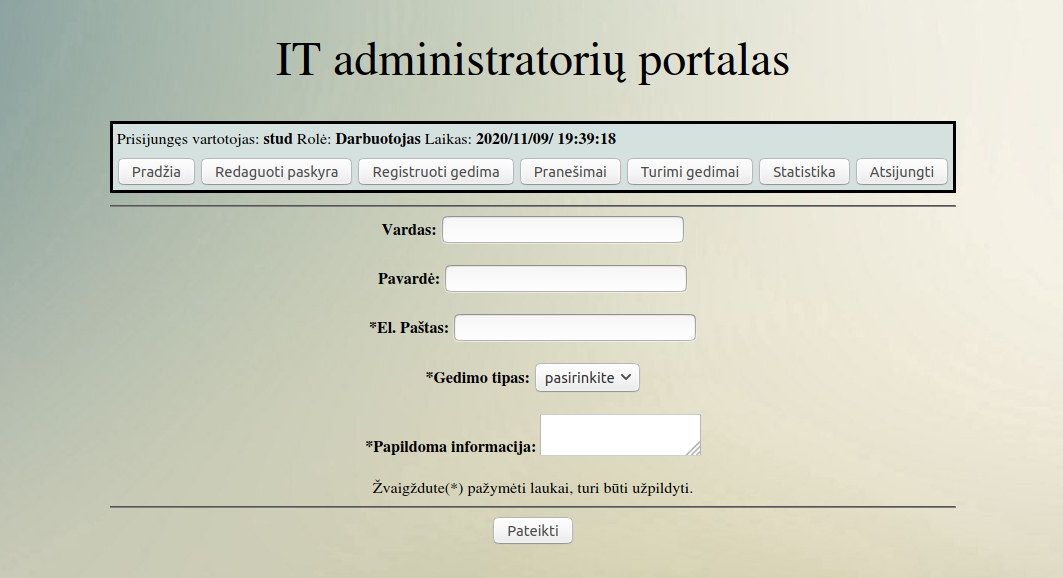 IT administratorių portalas
Prisijungęs vartotojas: stud Rolė: Darbuotojas Laikas: 2020/11/09/ 19:39:18
Pradžia Redaguoti paskyra Registruoti gedima Pranešimai Turimi gedimai Statistika Atsijungti
Vardas:
Pavardė:
*El. Paštas:
*Gedimo tipas: pasirinkite
*Papildoma informacija:
Žvaigždute(*) pažymėti laukai, turi būti užpildyti.
Pateikti